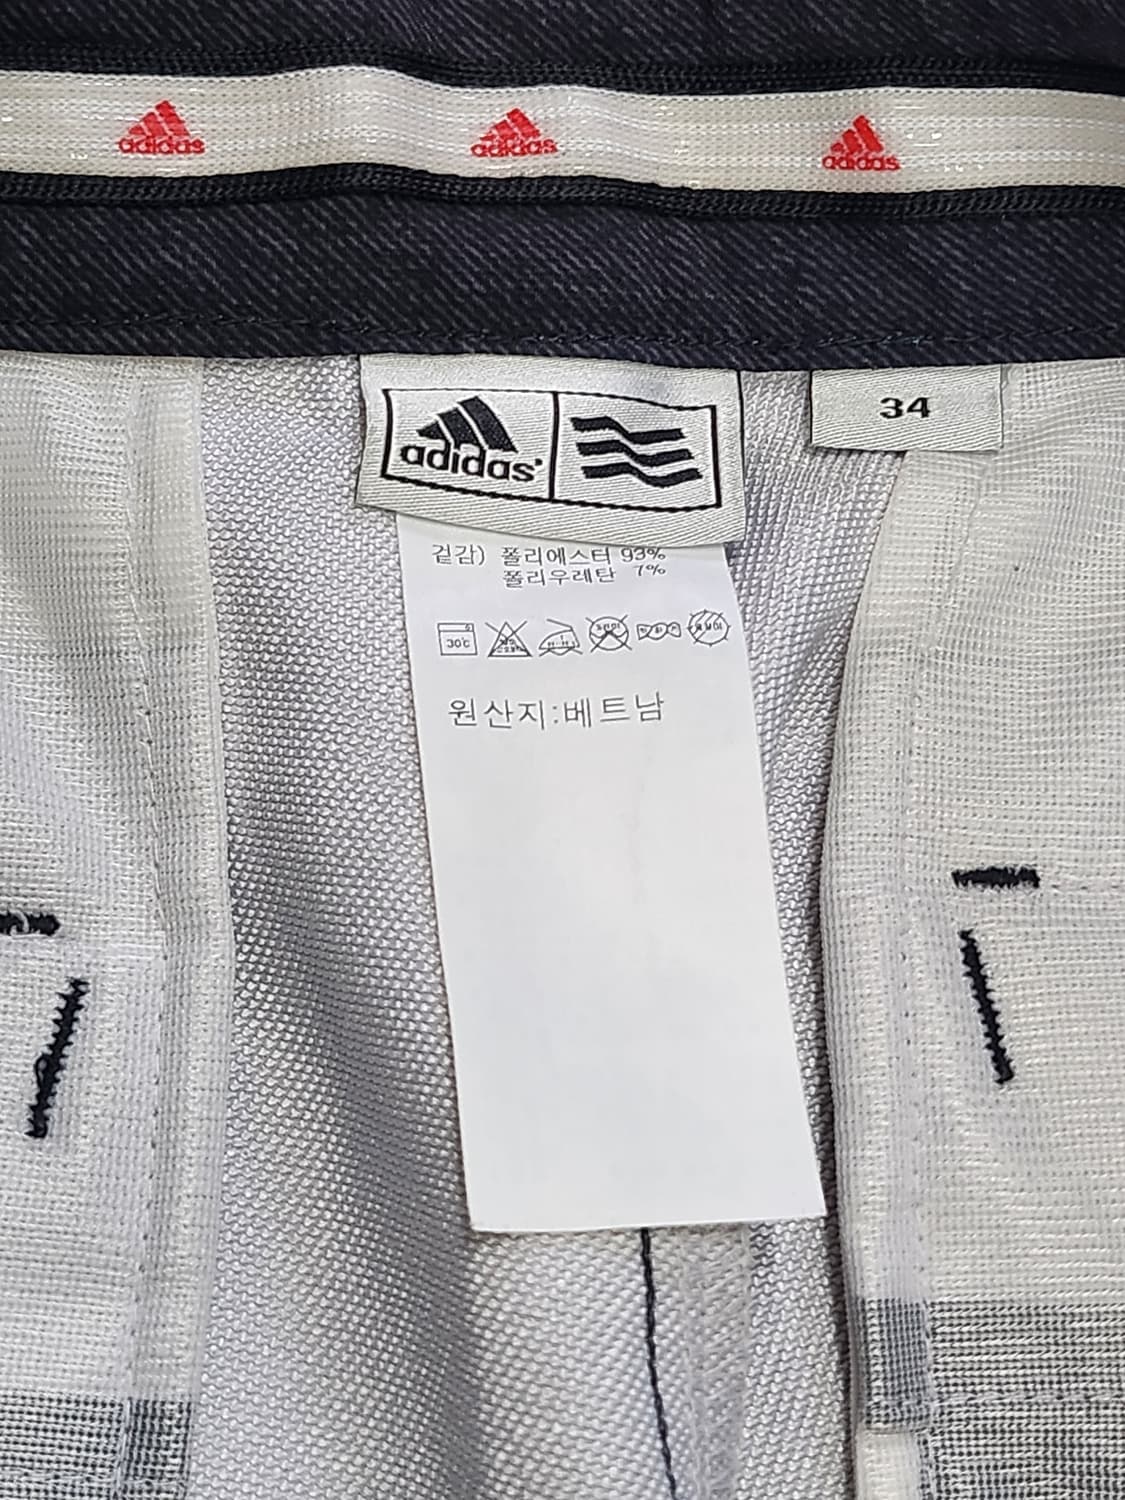 adidas adidas adidas
adidas
34
겉감) 폴리에스터 93%
폴리우레탄 7%
30℃
원산지:베트남